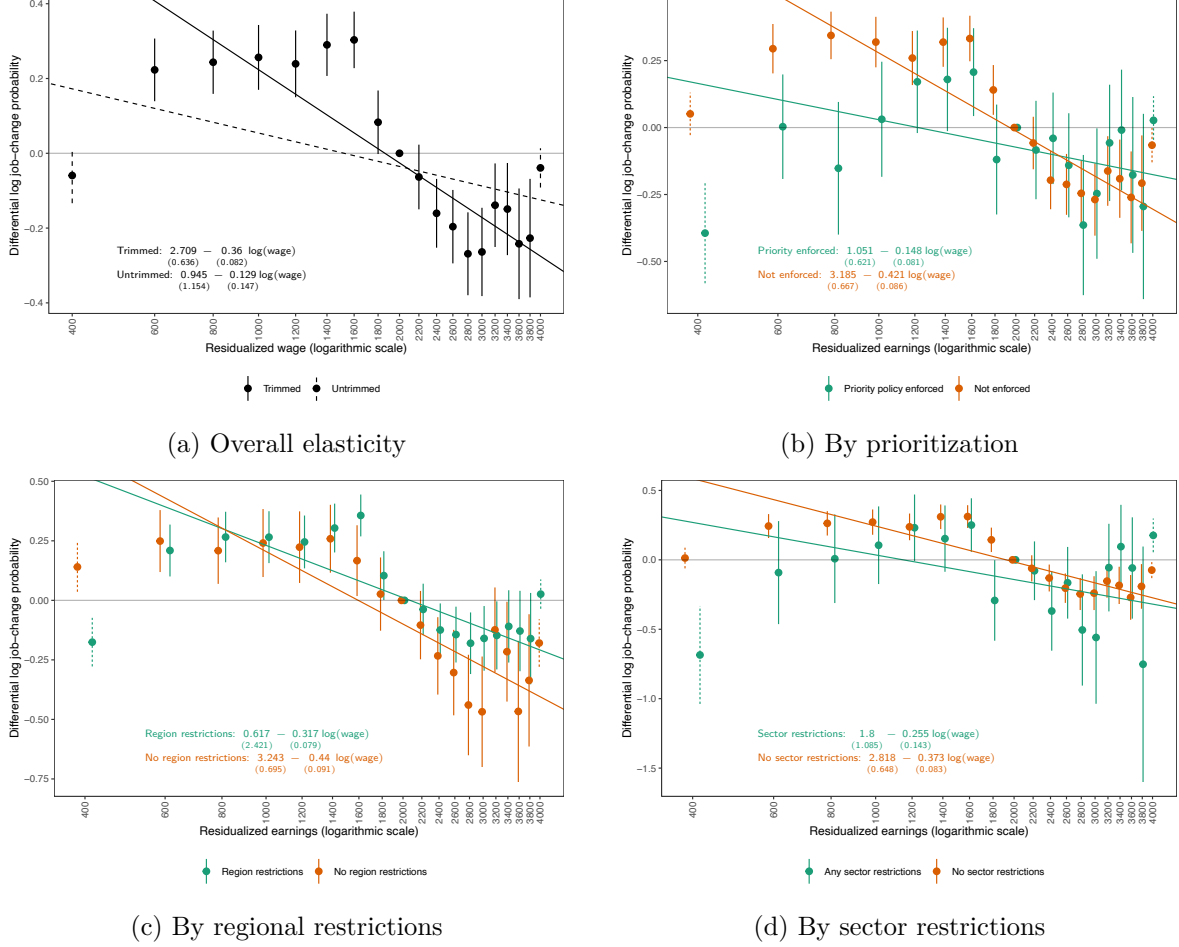 0.4
0.2
0.0
−0.2
−0.4
Differential log job−change probability
Trimmed: 2.709 − 0.36 log(wage)
(0.636) (0.082)
Untrimmed: 0.945 − 0.129 log(wage)
(1.154) (0.147)
400 600 800 1000 1200 1400 1600 1800 2000 2200 2400 2600 2800 3000 3200 3400 3600 3800 4000
Residualized wage (logarithmic scale)
Trimmed Untrimmed
(a) Overall elasticity
0.25
0.00
−0.25
−0.50
Differential log job−change probability
Priority enforced: 1.051 − 0.148 log(wage)
(0.621) (0.081)
Not enforced: 3.185 − 0.421 log(wage)
(0.667) (0.086)
400 600 800 1000 1200 1400 1600 1800 2000 2200 2400 2600 2800 3000 3200 3400 3600 3800 4000
Residualized earnings (logarithmic scale)
Priority policy enforced Not enforced
(b) By prioritization
0.50
0.25
0.00
−0.25
−0.50
−0.75
Differential log job−change probability
Region restrictions: 0.617 − 0.317 log(wage)
(2.421) (0.079)
No region restrictions: 3.243 − 0.44 log(wage)
(0.695) (0.091)
400 600 800 1000 1200 1400 1600 1800 2000 2200 2400 2600 2800 3000 3200 3400 3600 3800 4000
Residualized earnings (logarithmic scale)
Region restrictions No region restrictions
(c) By regional restrictions
0.5
0.0
−0.5
−1.0
−1.5
Differential log job−change probability
Sector restrictions: 1.8 − 0.255 log(wage)
(1.085) (0.143)
No sector restrictions: 2.818 − 0.373 log(wage)
(0.648) (0.083)
400 600 800 1000 1200 1400 1600 1800 2000 2200 2400 2600 2800 3000 3200 3400 3600 3800 4000
Residualized earnings (logarithmic scale)
Any sector restrictions No sector restrictions
(d) By sector restrictions